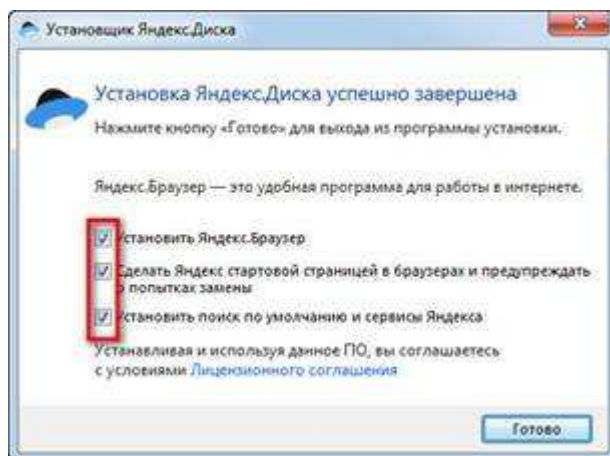 Установщик Яндекс.Диска
Установка Яндекс.Диска успешно завершена
Нажмите кнопку «Готово» для выхода из программы установки.
Яндекс.Браузер — это удобная программа для работы в интернете.
Установить Яндекс.Браузер
Сделать Яндекс стартовой страницей в браузерах и предупреждать
о попытках замены
Установить поиск по умолчанию и сервисы Яндекса
Устанавливая и используя данное ПО, вы соглашаетесь
с условиями Лицензионного соглашения
Готово